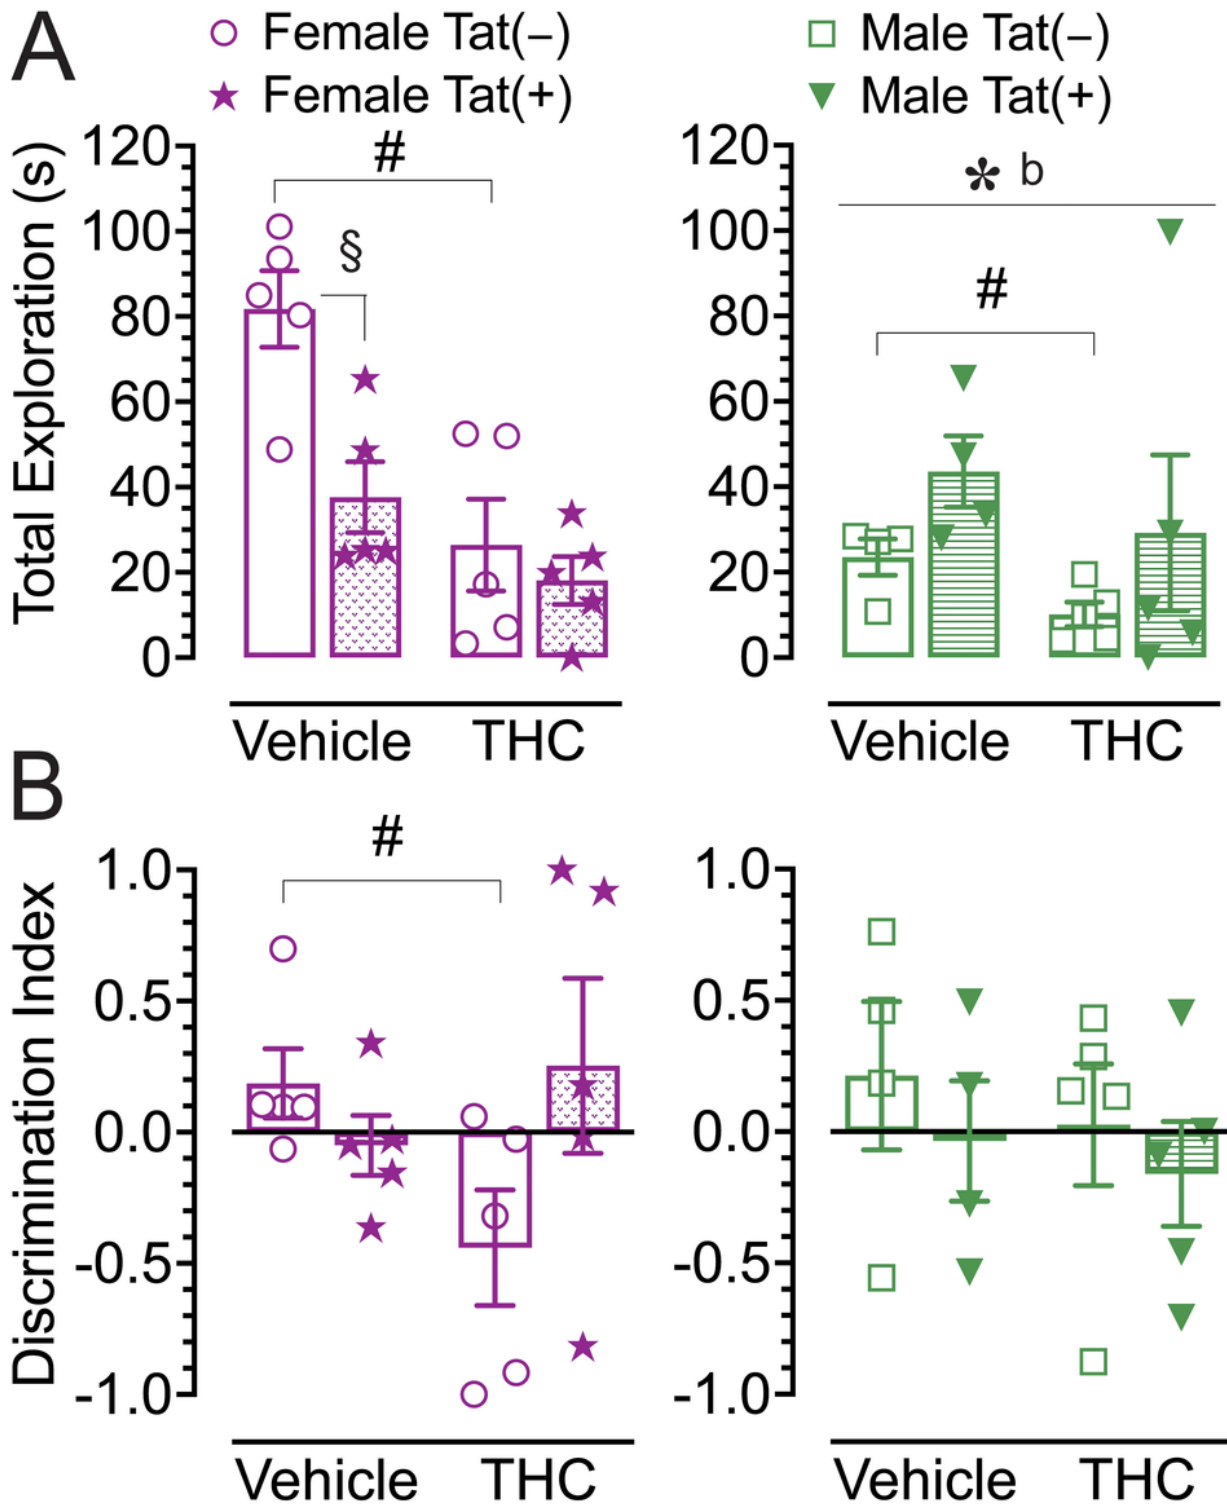 A
Female Tat(–)
Female Tat(+)
Male Tat(–)
Male Tat(+)
Total Exploration (s)
120
100
80
60
40
20
0
#
§
Vehicle THC
120
100
80
60
40
20
0
* b
#
Vehicle THC
B
Discrimination Index
1.0
0.5
0.0
-0.5
-1.0
#
Vehicle THC
1.0
0.5
0.0
-0.5
-1.0
Vehicle THC